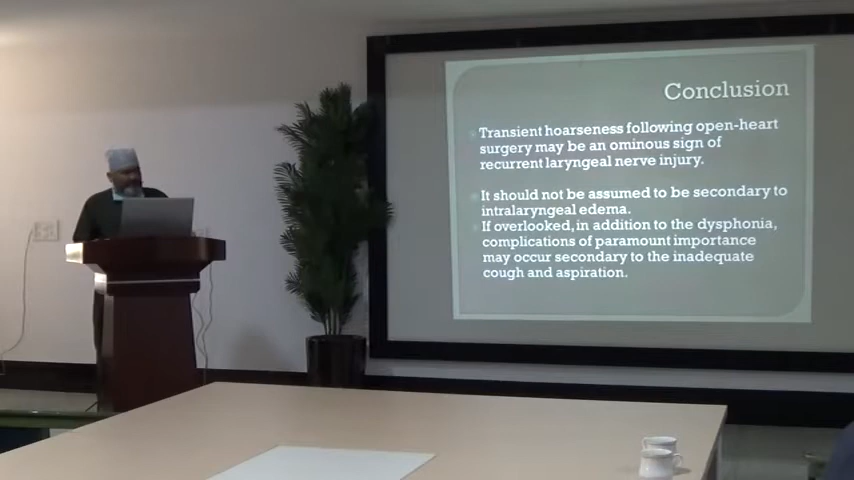 Conclusion
Transient hoarseness following open-heart
surgery may be an ominous sign of
recurrent laryngeal nerve injury.
It should not be assumed to be secondary to
intralaryngeal edema.
If overlooked, in addition to the dysphonia,
complications of paramount importance
may occur secondary to the inadequate
cough and aspiration.